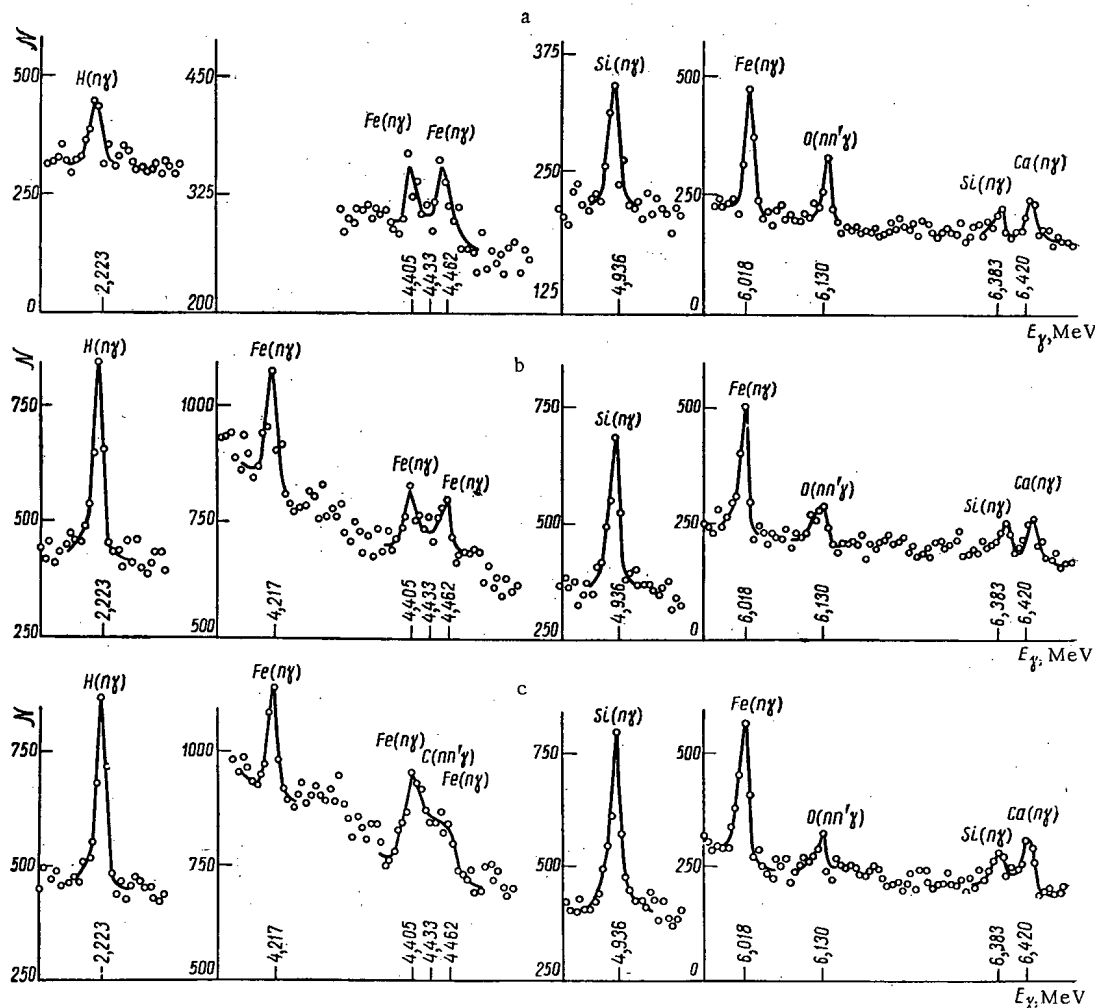 a
𝒩
500
250
0
H(nγ)
2,223
450
325
200
Fe(nγ)
Fe(nγ)
4,405
4,433
4,462
375
250
125
Si(nγ)
4,936
500
250
0
Fe(nγ)
O(nn'γ)
Si(nγ)
Ca(nγ)
6,018
6,130
6,383
6,420
Eγ, MeV
b
𝒩
750
500
250
H(nγ)
2,223
1000
750
500
Fe(nγ)
Fe(nγ)
Fe(nγ)
4,217
4,405
4,433
4,462
750
500
250
Si(nγ)
4,936
500
250
0
Fe(nγ)
O(nn'γ)
Si(nγ)
Ca(nγ)
6,018
6,130
6,383
6,420
Eγ, MeV
c
𝒩
750
500
250
H(nγ)
2,223
1000
750
500
Fe(nγ)
Fe(nγ)
C(nn'γ)
Fe(nγ)
4,217
4,405
4,433
4,462
750
500
250
Si(nγ)
4,936
500
250
0
Fe(nγ)
O(nn'γ)
Si(nγ)
Ca(nγ)
6,018
6,130
6,383
6,420
Eγ, MeV